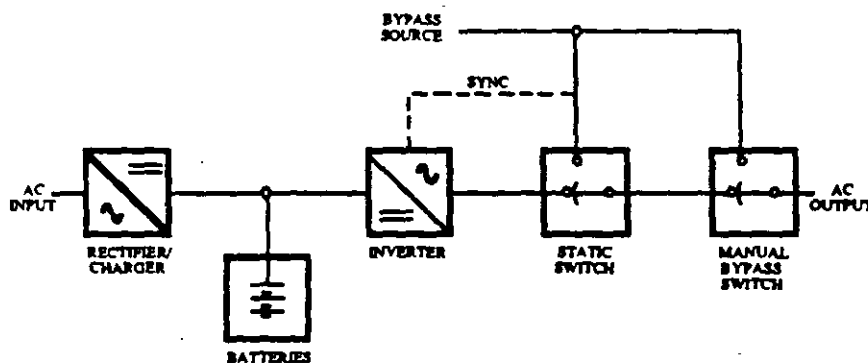 BYPASS
SOURCE
SYNC
AC
INPUT
RECTIFIER/
CHARGER
BATTERIES
INVERTER
STATIC
SWITCH
MANUAL
BYPASS
SWITCH
AC
OUTPUT